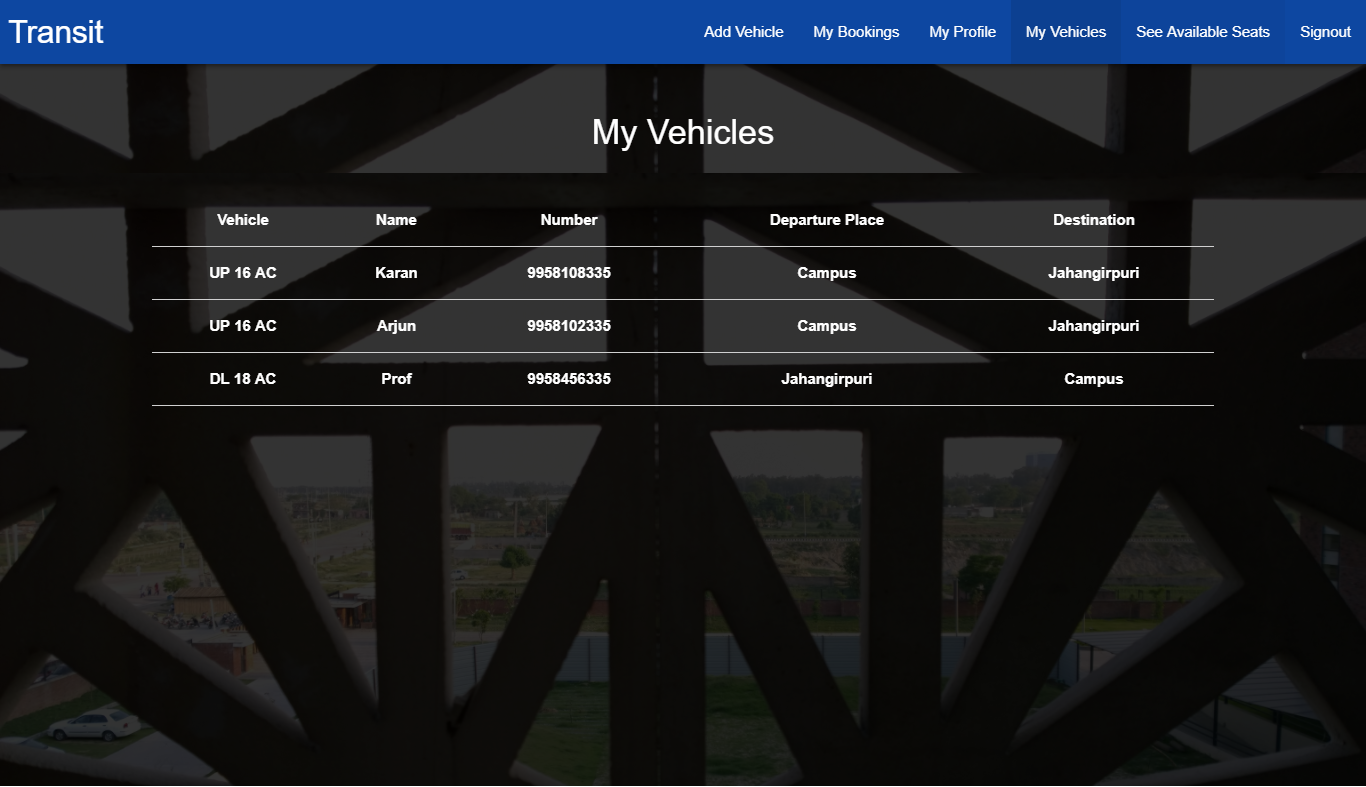 Transit Add Vehicle My Bookings My Profile My Vehicles See Available Seats Signout
My Vehicles
Vehicle Name Number Departure Place Destination
UP 16 AC Karan 9958108335 Campus Jahangirpuri
UP 16 AC Arjun 9958102335 Campus Jahangirpuri
DL 18 AC Prof 9958456335 Jahangirpuri Campus